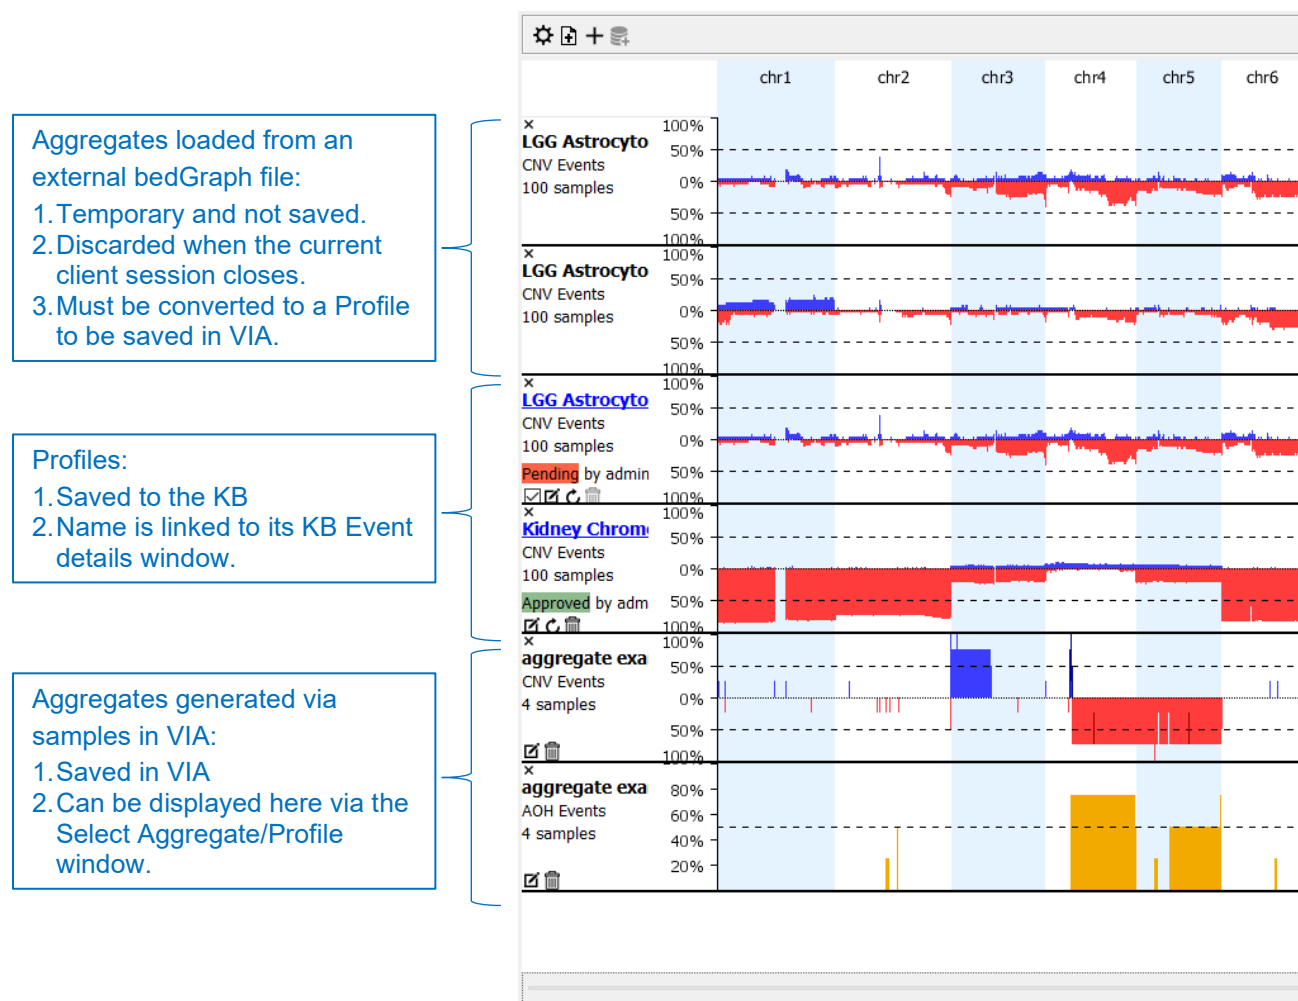 chr1 chr2 chr3 chr4 chr5 chr6
Aggregates loaded from an
external bedGraph file:
1. Temporary and not saved.
2. Discarded when the current
client session closes.
3. Must be converted to a Profile
to be saved in VIA.
Profiles:
1. Saved to the KB
2. Name is linked to its KB Event
details window.
Aggregates generated via
samples in VIA:
1. Saved in VIA
2. Can be displayed here via the
Select Aggregate/Profile
window.
LGG Astrocyto
CNV Events
100 samples
100%
50%
0%
50%
100%
LGG Astrocyto
CNV Events
100 samples
100%
50%
0%
50%
100%
LGG Astrocyto
CNV Events
100 samples
Pending by admin
100%
50%
0%
50%
100%
Kidney Chrom
CNV Events
100 samples
Approved by adm
100%
50%
0%
50%
100%
aggregate exa
CNV Events
4 samples
100%
50%
0%
50%
100%
aggregate exa
AOH Events
4 samples
80%
60%
40%
20%